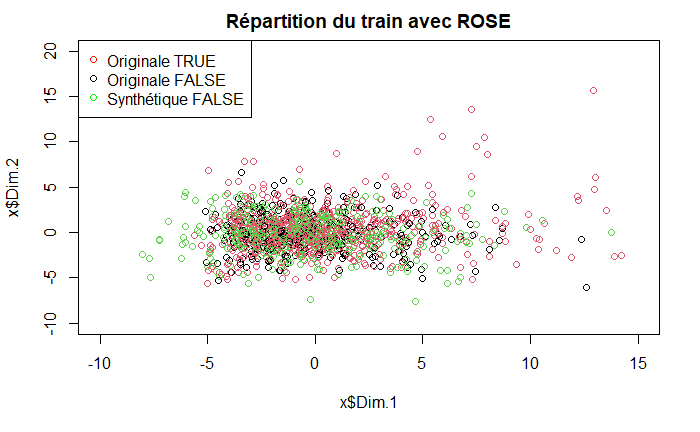 Répartition du train avec ROSE
Originale TRUE
Originale FALSE
Synthétique FALSE
20
15
10
5
0
-5
-10
x$Dim.2
-10 -5 0 5 10 15
x$Dim.1